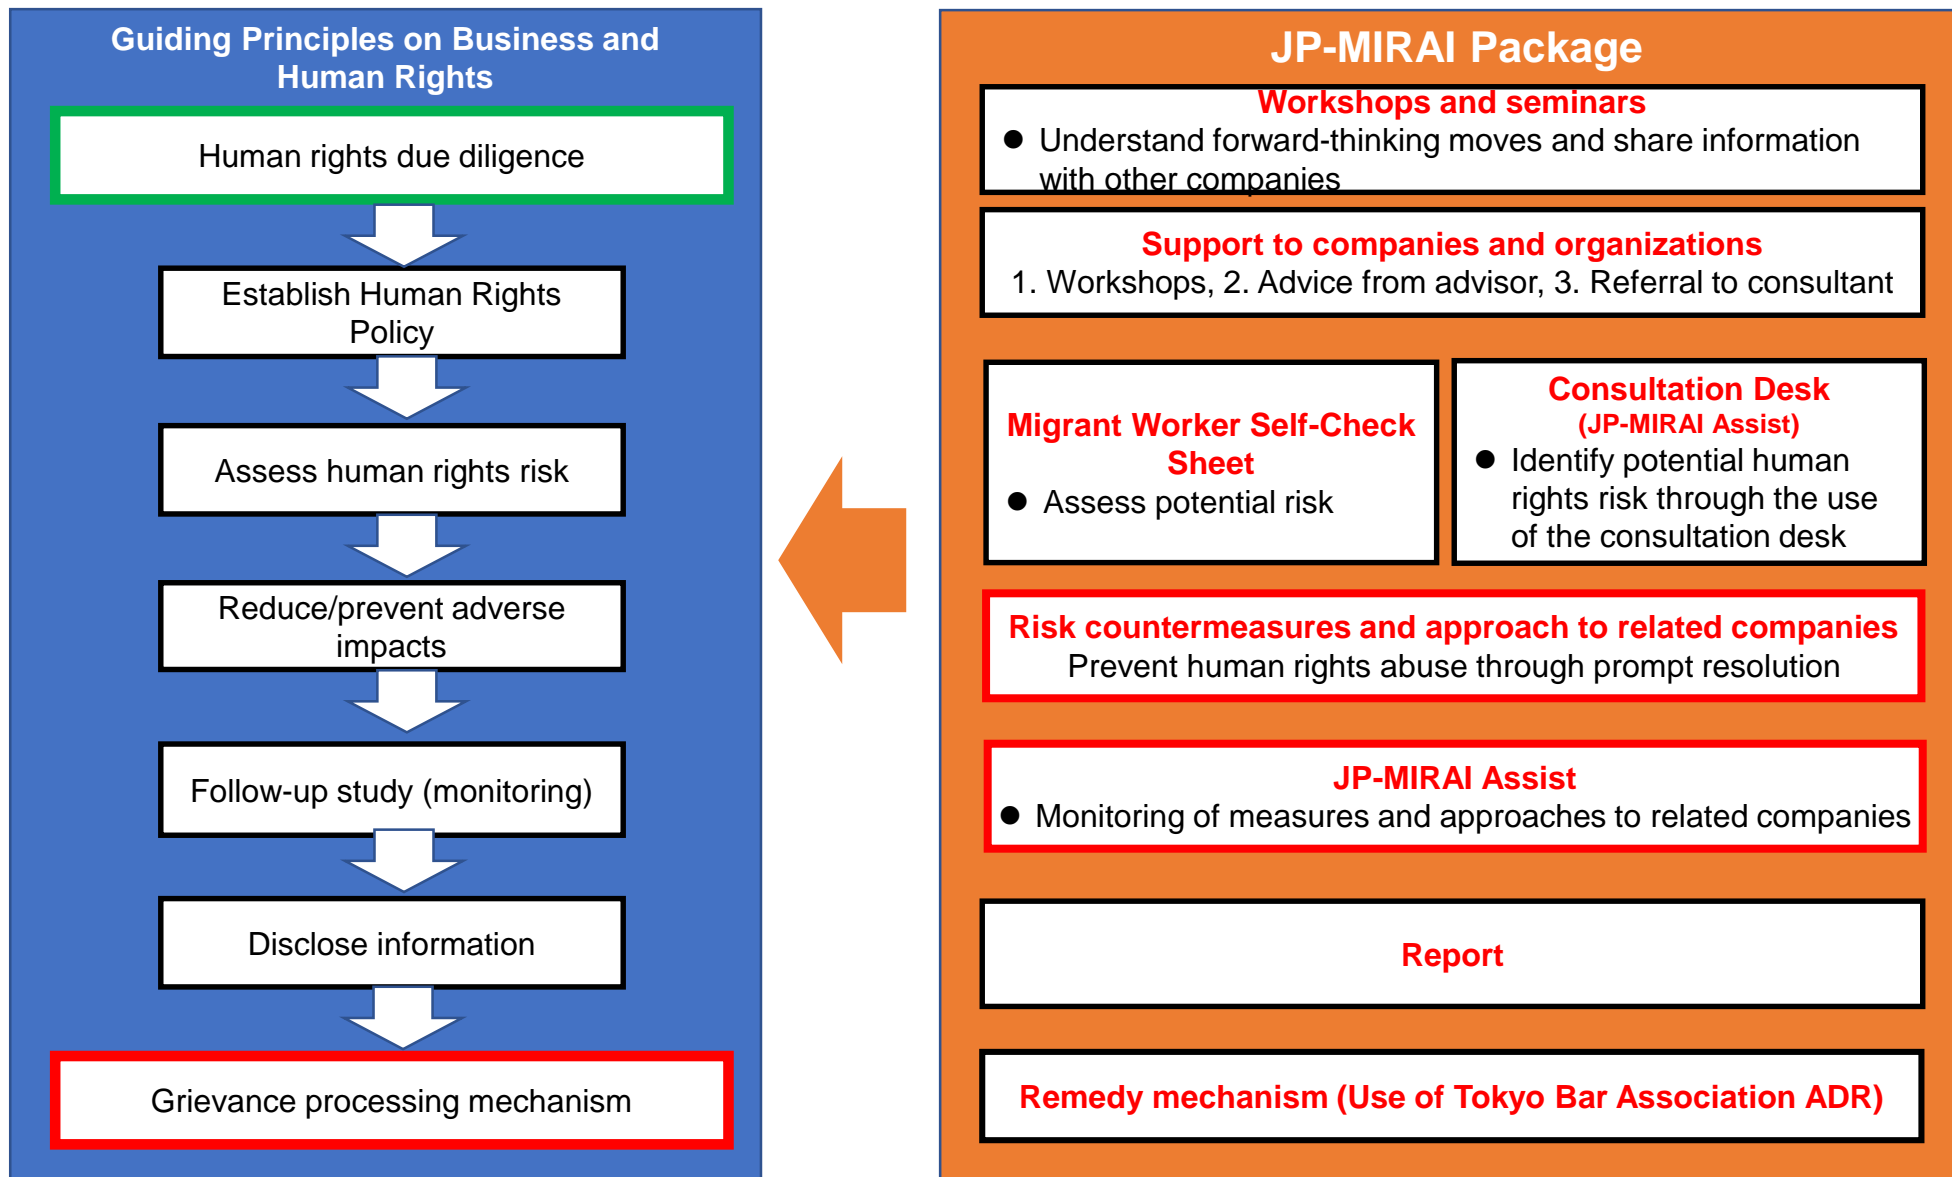 Guiding Principles on Business and
Human Rights
Human rights due diligence
Establish Human Rights
Policy
Assess human rights risk
Reduce/prevent adverse
impacts
Follow-up study (monitoring)
Disclose information
Grievance processing mechanism
JP-MIRAI Package
Workshops and seminars
● Understand forward-thinking moves and share information
with other companies
Support to companies and organizations
1. Workshops, 2. Advice from advisor, 3. Referral to consultant
Migrant Worker Self-Check
Sheet
● Assess potential risk
Consultation Desk
(JP-MIRAI Assist)
● Identify potential human
rights risk through the use
of the consultation desk
Risk countermeasures and approach to related companies
Prevent human rights abuse through prompt resolution
JP-MIRAI Assist
● Monitoring of measures and approaches to related companies
Report
Remedy mechanism (Use of Tokyo Bar Association ADR)